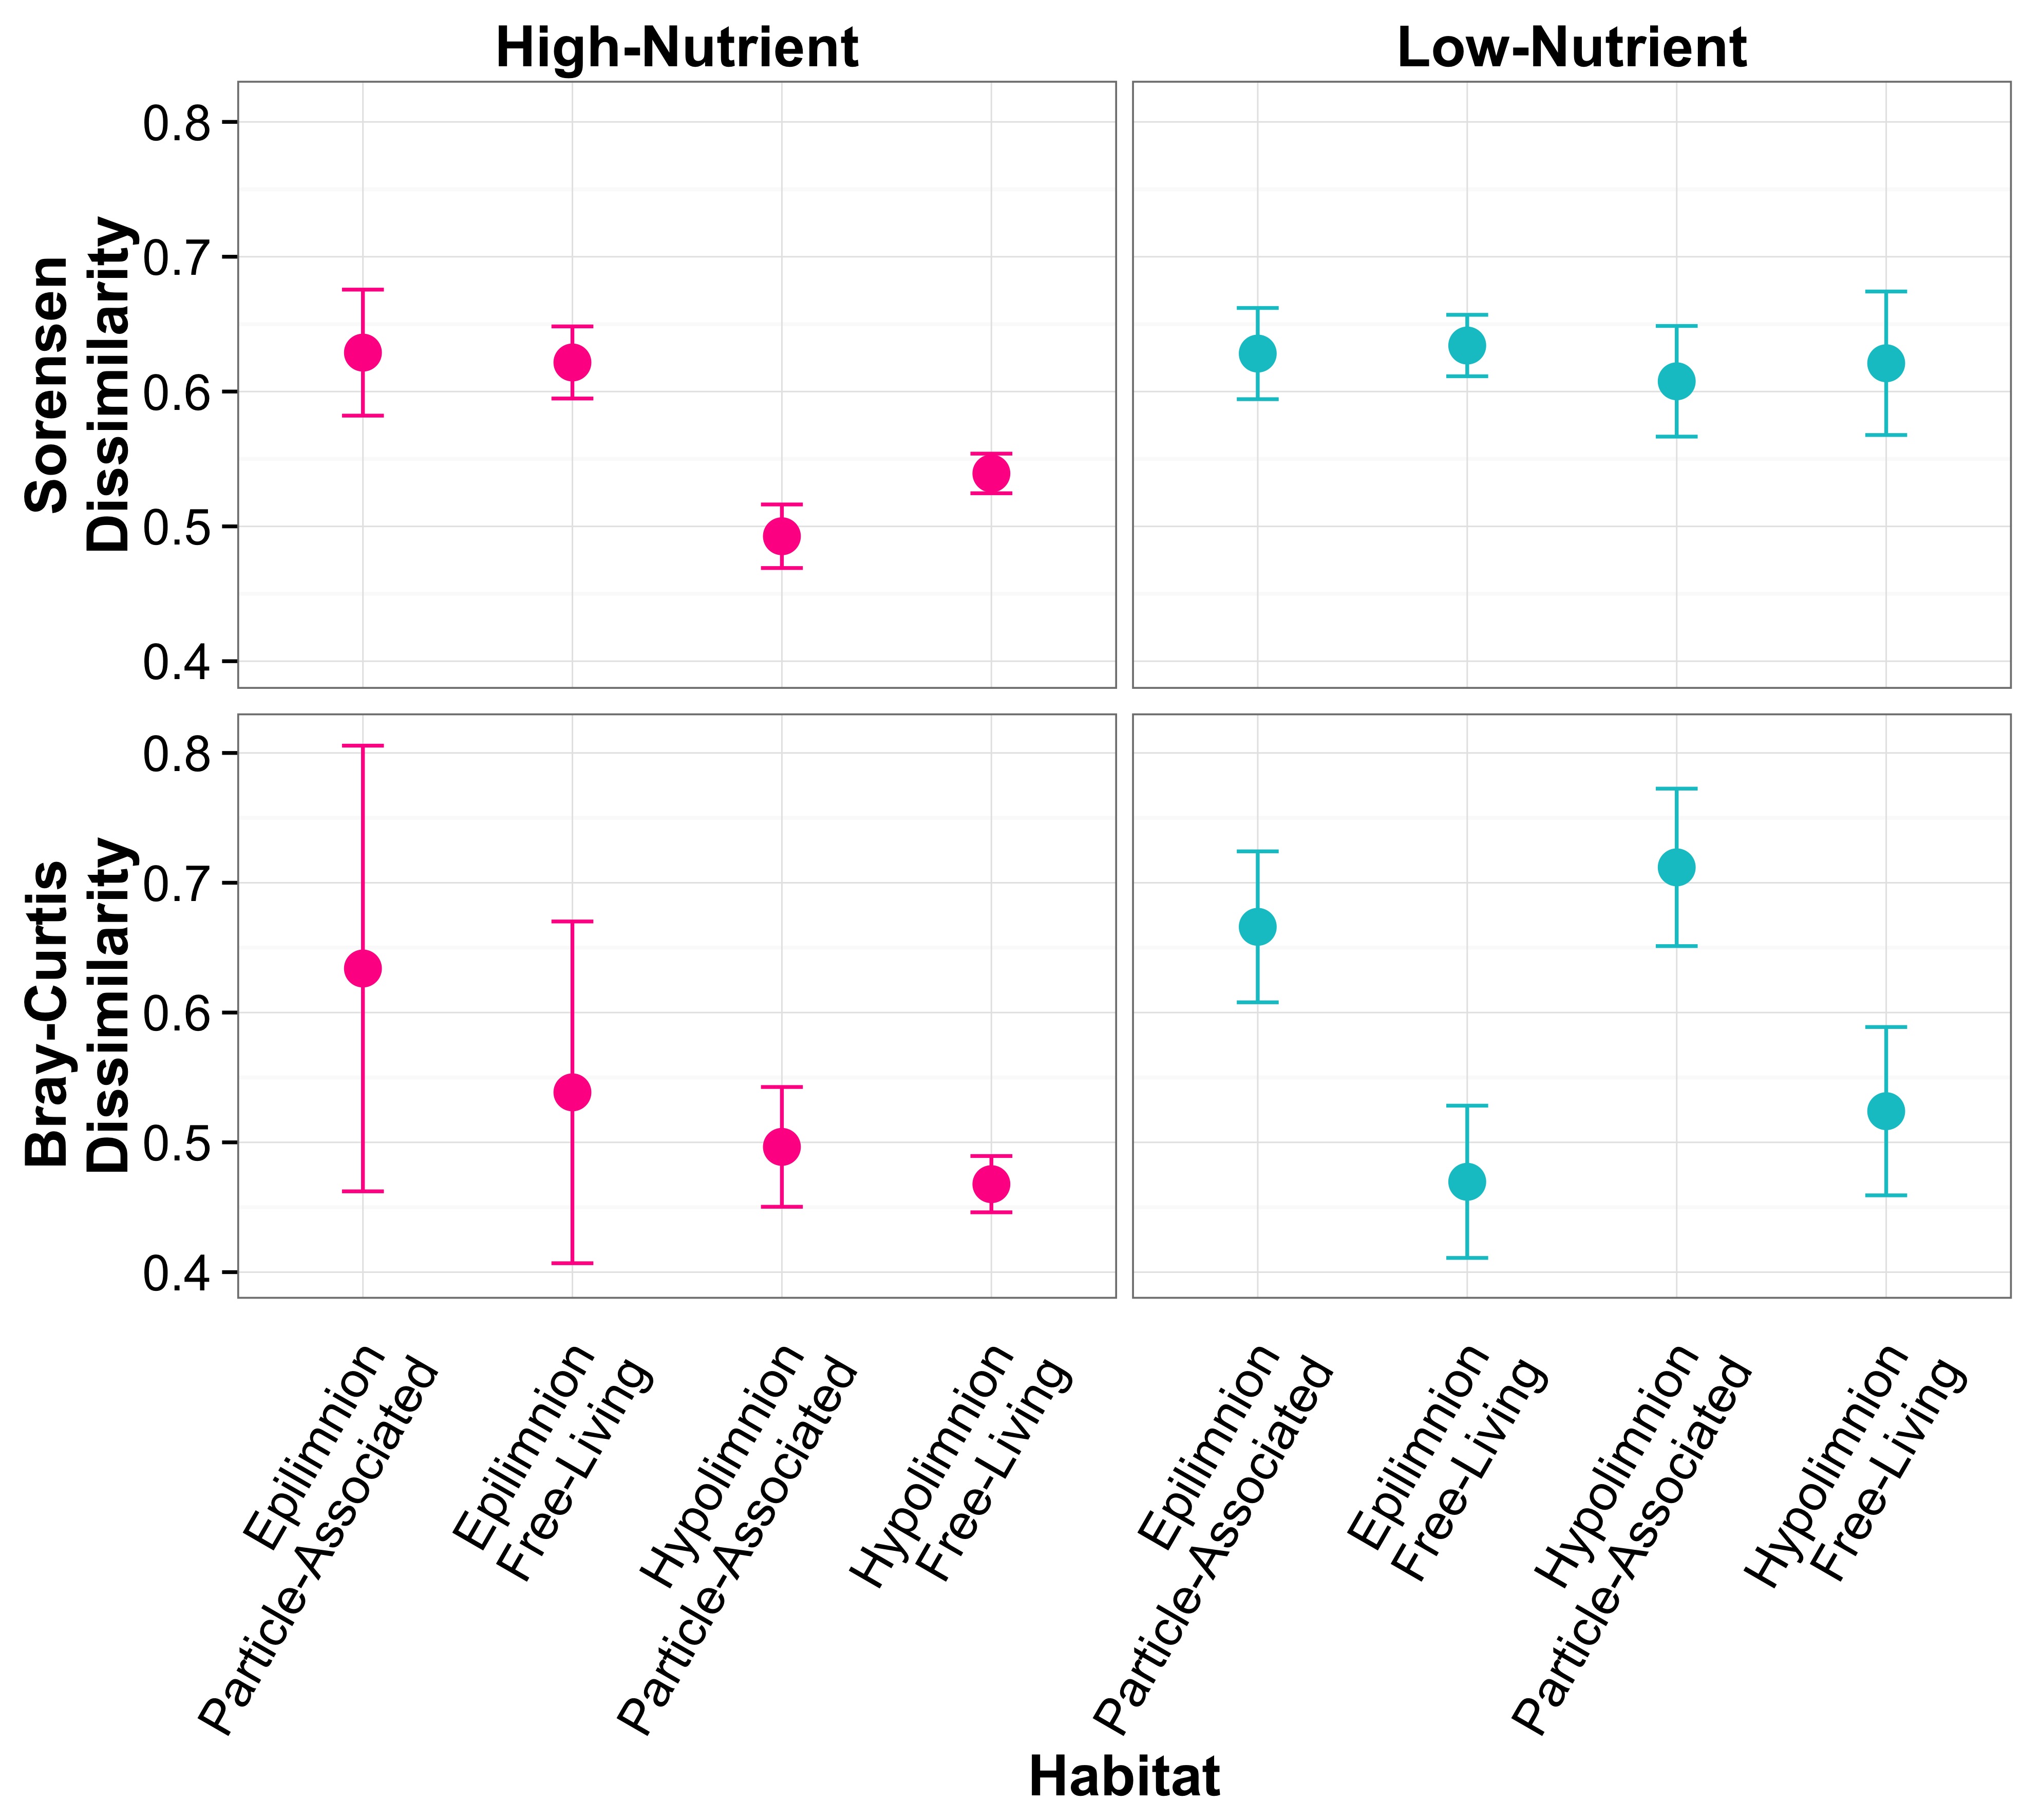 High-Nutrient
Low-Nutrient
Sorensen
Dissimilarity
0.8
0.7
0.6
0.5
0.4
Bray-Curtis
Dissimilarity
0.8
0.7
0.6
0.5
0.4
Epilimnion
Particle-Associated
Epilimnion
Free-Living
Hypolimnion
Particle-Associated
Hypolimnion
Free-Living
Epilimnion
Particle-Associated
Epilimnion
Free-Living
Hypolimnion
Particle-Associated
Hypolimnion
Free-Living
Habitat